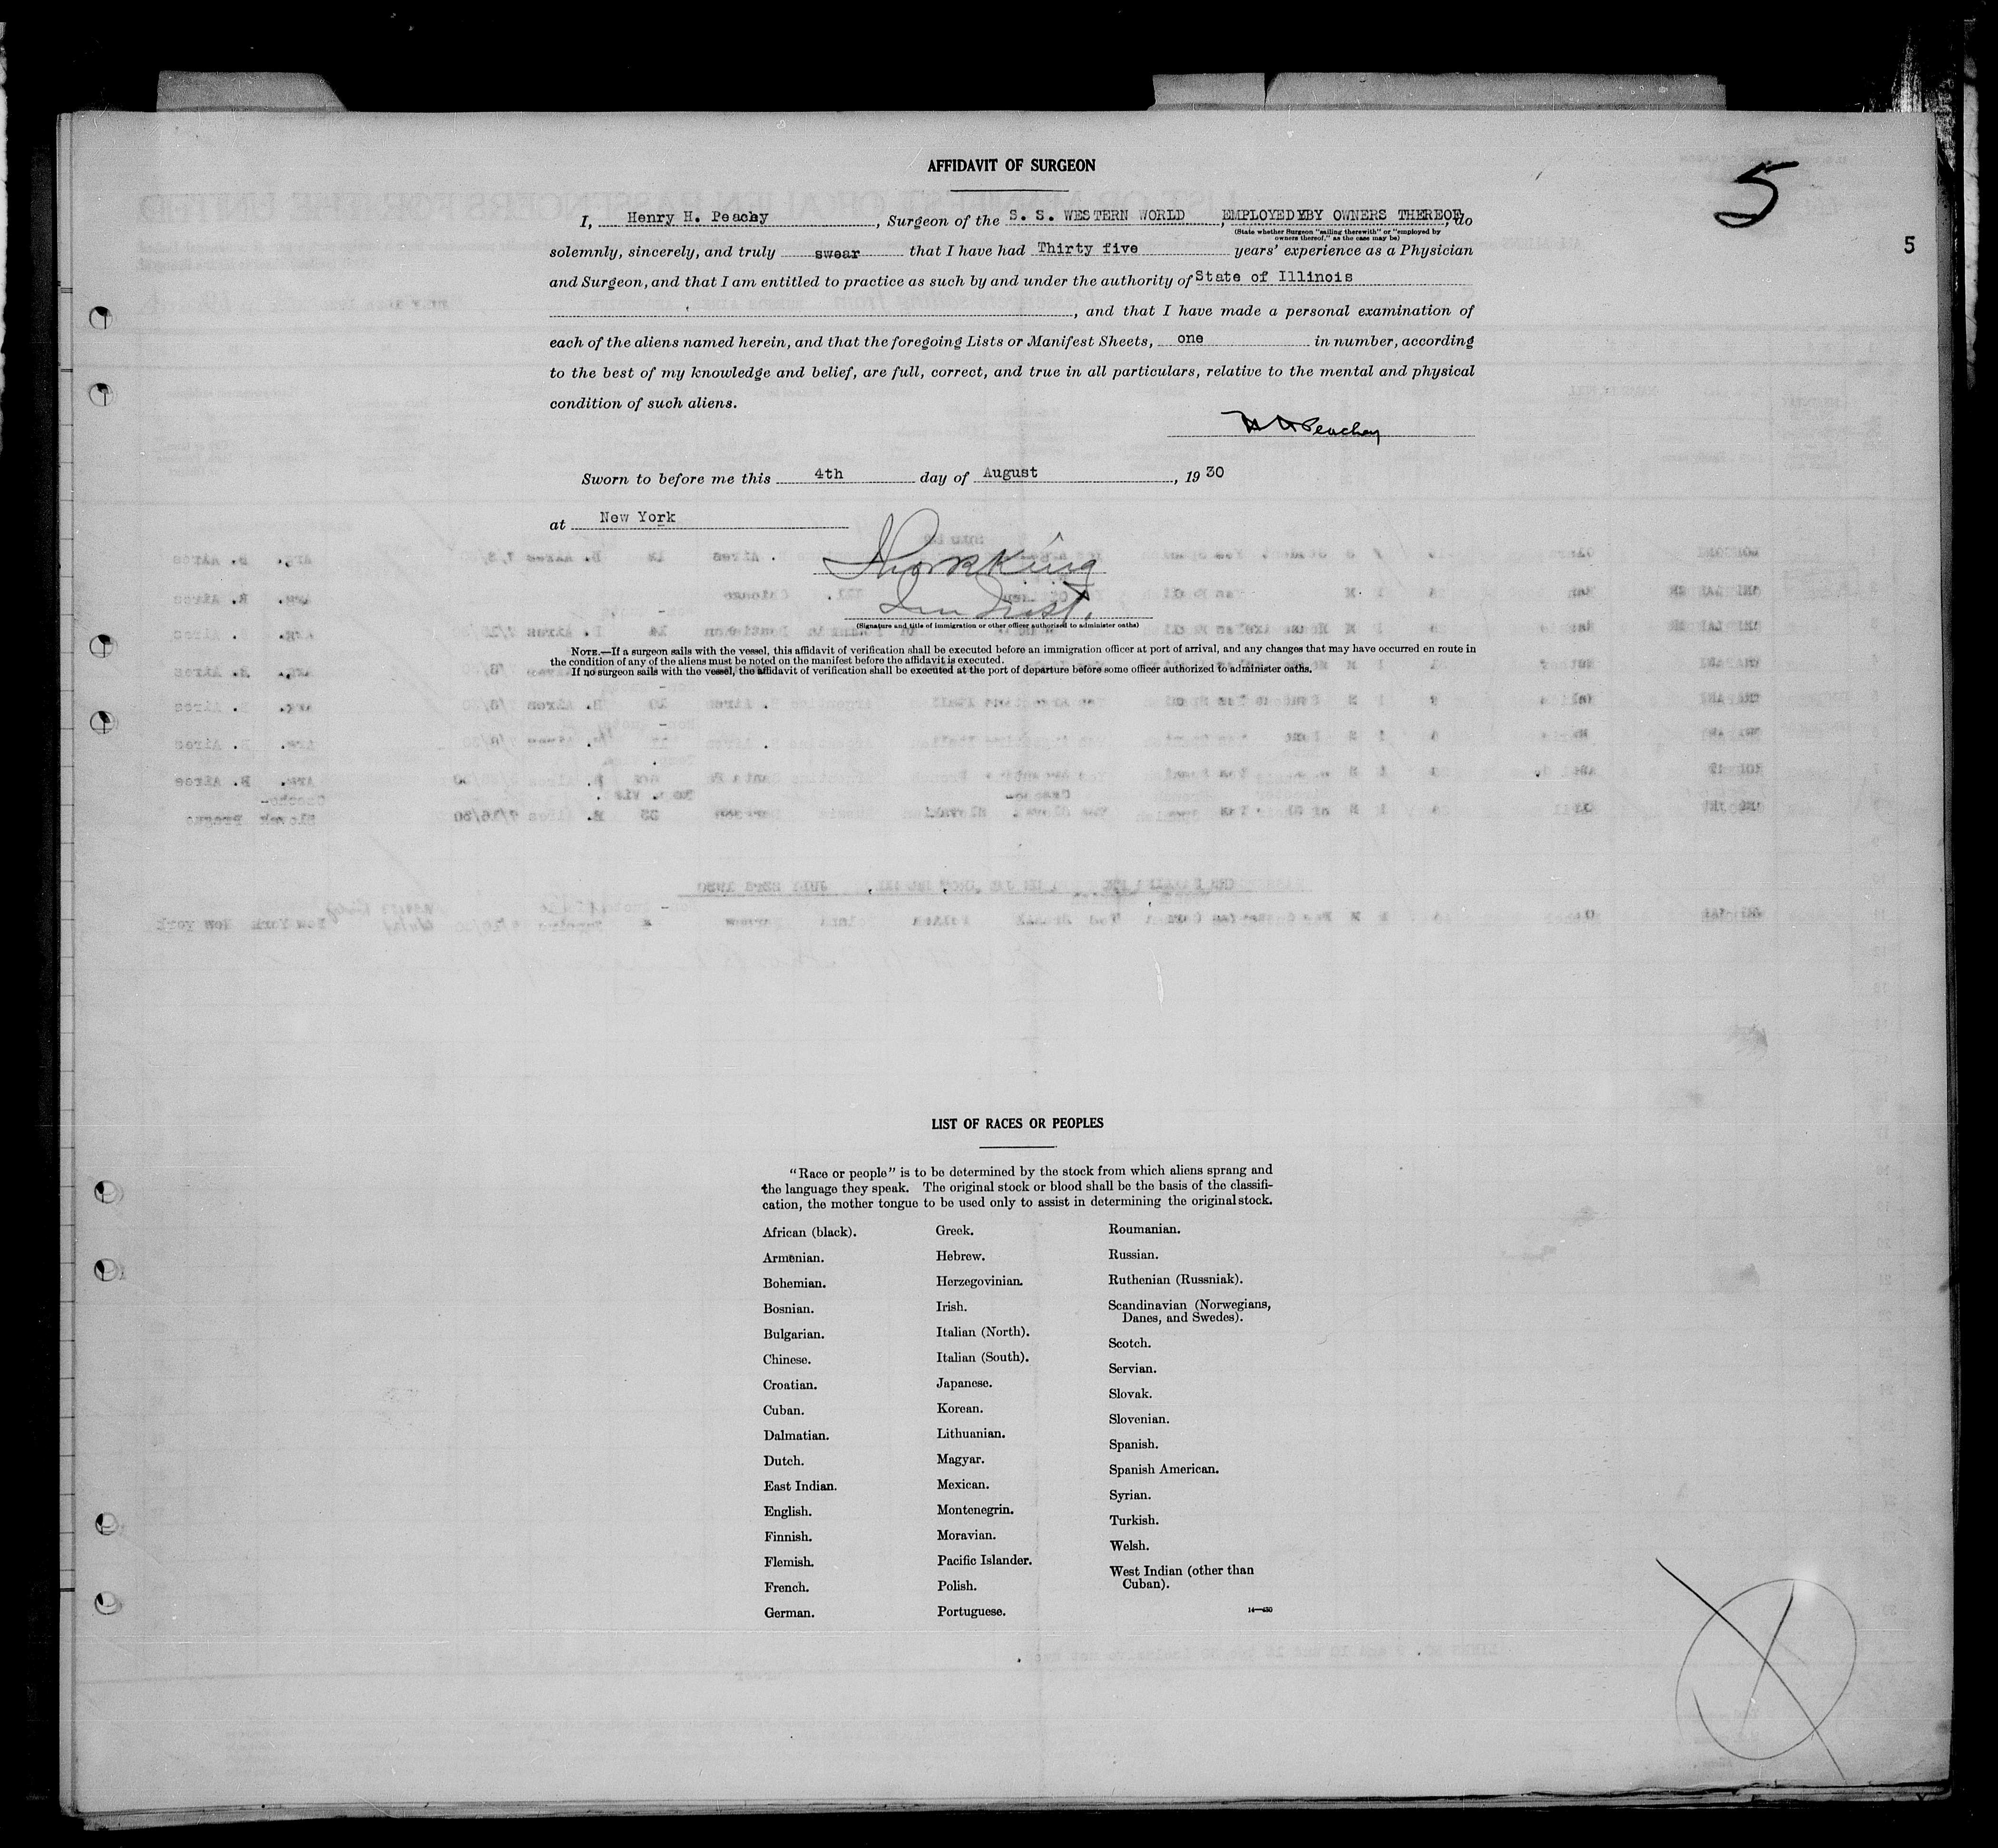 5
5
AFFIDAVIT OF SURGEON
I, Henry H. Peachy, Surgeon of the S. S. WESTERN WORLD, EMPLOYED BY OWNERS THEREOF, do
(State whether Surgeon "sailing therewith" or "employed by
owners thereof," as the case may be)
solemnly, sincerely, and truly swear that I have had Thirty five years' experience as a Physician
and Surgeon, and that I am entitled to practice as such by and under the authority of State of Illinois
, and that I have made a personal examination of
each of the aliens named herein, and that the foregoing Lists or Manifest Sheets, one in number, according
to the best of my knowledge and belief, are full, correct, and true in all particulars, relative to the mental and physical
condition of such aliens.
H H Peachey
Sworn to before me this 4th day of August, 19 30
at New York
(Signature and title of immigration or other officer authorized to administer oaths)
NOTE.—If a surgeon sails with the vessel, this affidavit of verification shall be executed before an immigration officer at port of arrival, and any changes that may have occurred en route in
the condition of any of the aliens must be noted on the manifest before the affidavit is executed.
If no surgeon sails with the vessel, the affidavit of verification shall be executed at the port of departure before some officer authorized to administer oaths.
LIST OF RACES OR PEOPLES
"Race or people" is to be determined by the stock from which aliens sprang and
the language they speak. The original stock or blood shall be the basis of the classifi-
cation, the mother tongue to be used only to assist in determining the original stock.
African (black).
Armenian.
Bohemian.
Bosnian.
Bulgarian.
Chinese.
Croatian.
Cuban.
Dalmatian.
Dutch.
East Indian.
English.
Finnish.
Flemish.
French.
German.
Greek.
Hebrew.
Herzegovinian.
Irish.
Italian (North).
Italian (South).
Japanese.
Korean.
Lithuanian.
Magyar.
Mexican.
Montenegrin.
Moravian.
Pacific Islander.
Polish.
Portuguese.
Roumanian.
Russian.
Ruthenian (Russniak).
Scandinavian (Norwegians,
Danes, and Swedes).
Scotch.
Servian.
Slovak.
Slovenian.
Spanish.
Spanish American.
Syrian.
Turkish.
Welsh.
West Indian (other than
Cuban).
14—430